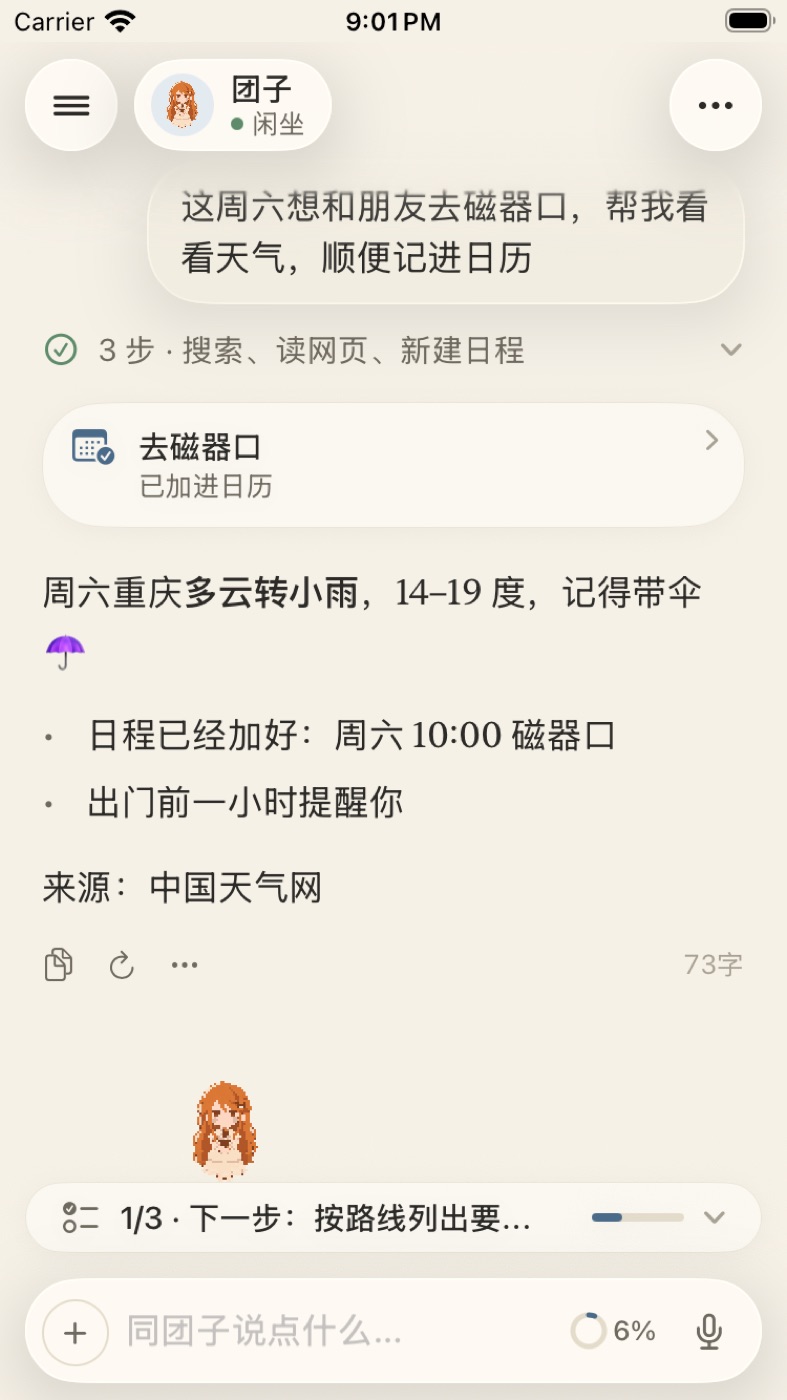 Carrier
9:01 PM
团子
闲坐
这周六想和朋友去磁器口，帮我看
看天气，顺便记进日历
3 步 · 搜索、读网页、新建日程
去磁器口
已加进日历
周六重庆多云转小雨，14–19 度，记得带伞
☂️
· 日程已经加好：周六 10:00 磁器口
· 出门前一小时提醒你
来源：中国天气网
73字
1/3 · 下一步：按路线列出要...
同团子说点什么...
6%